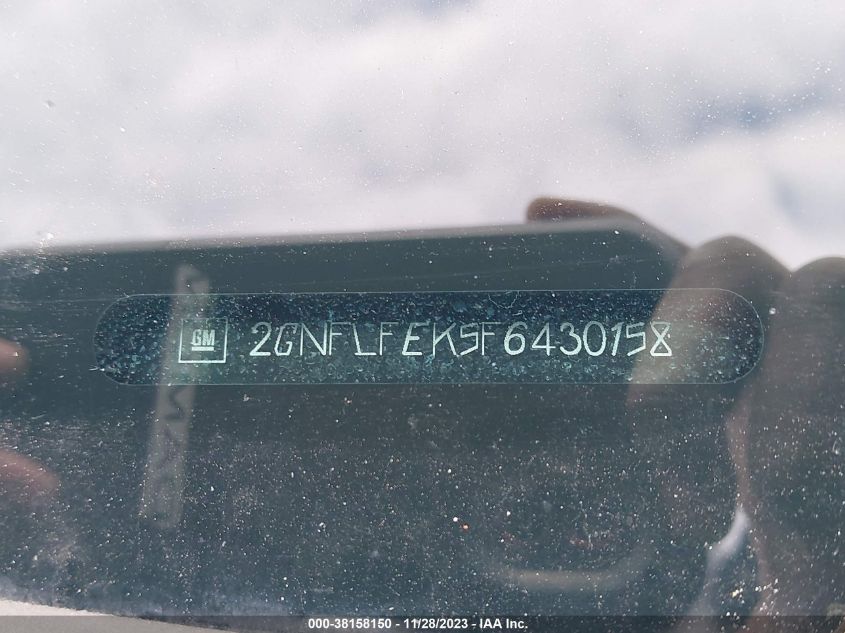 GM 2GNFLFEK5F6430158
000-38158150 - 11/28/2023 - IAA Inc.